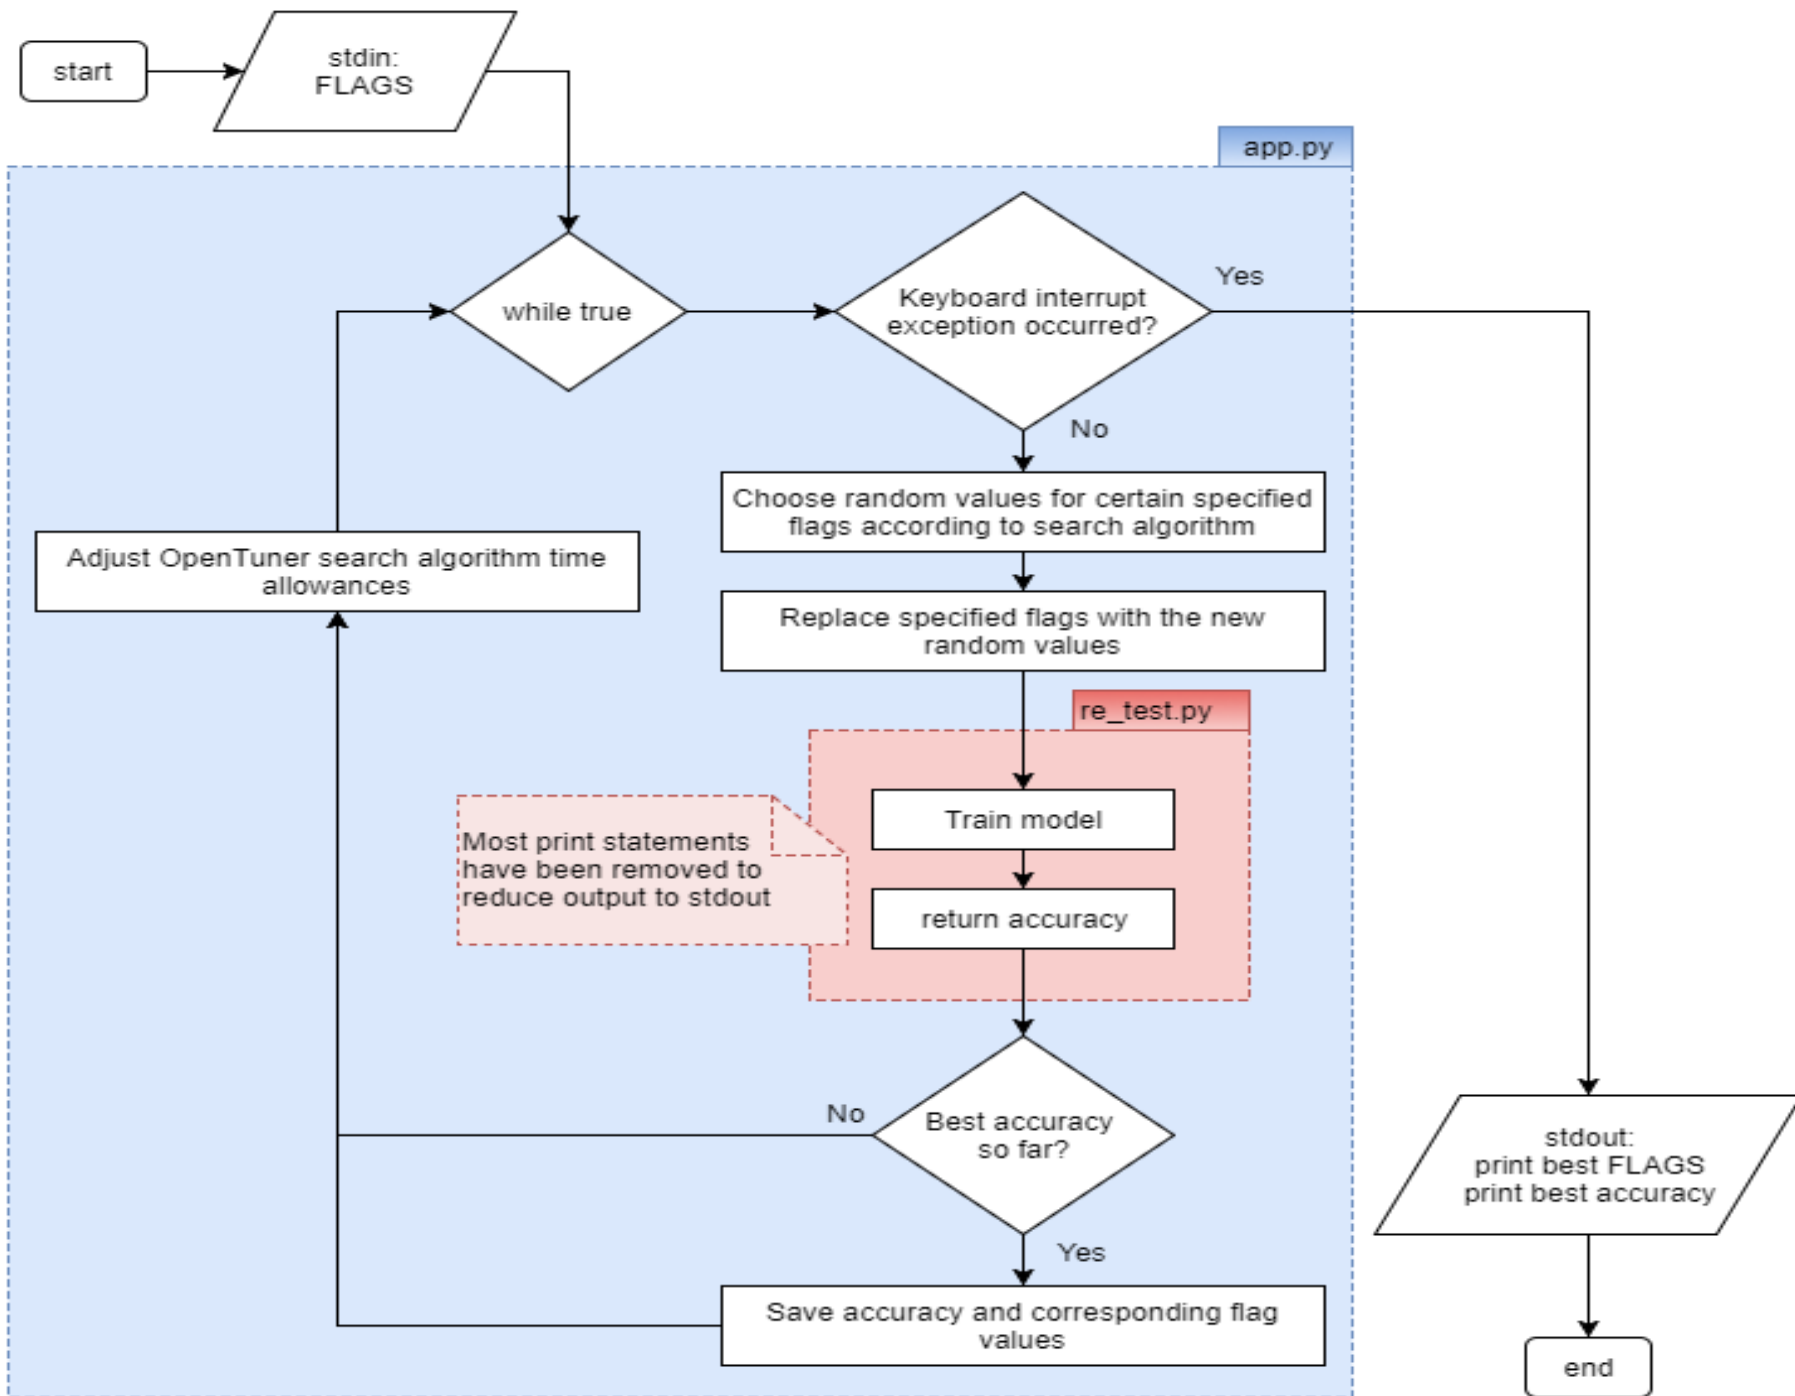 start
stdin:
FLAGS
app.py
while true
Keyboard interrupt
exception occurred?
Yes
No
Choose random values for certain specified
flags according to search algorithm
Adjust OpenTuner search algorithm time
allowances
Replace specified flags with the new
random values
re_test.py
Train model
Most print statements
have been removed to
reduce output to stdout
return accuracy
No
Best accuracy
so far?
Yes
stdout:
print best FLAGS
print best accuracy
Save accuracy and corresponding flag
values
end